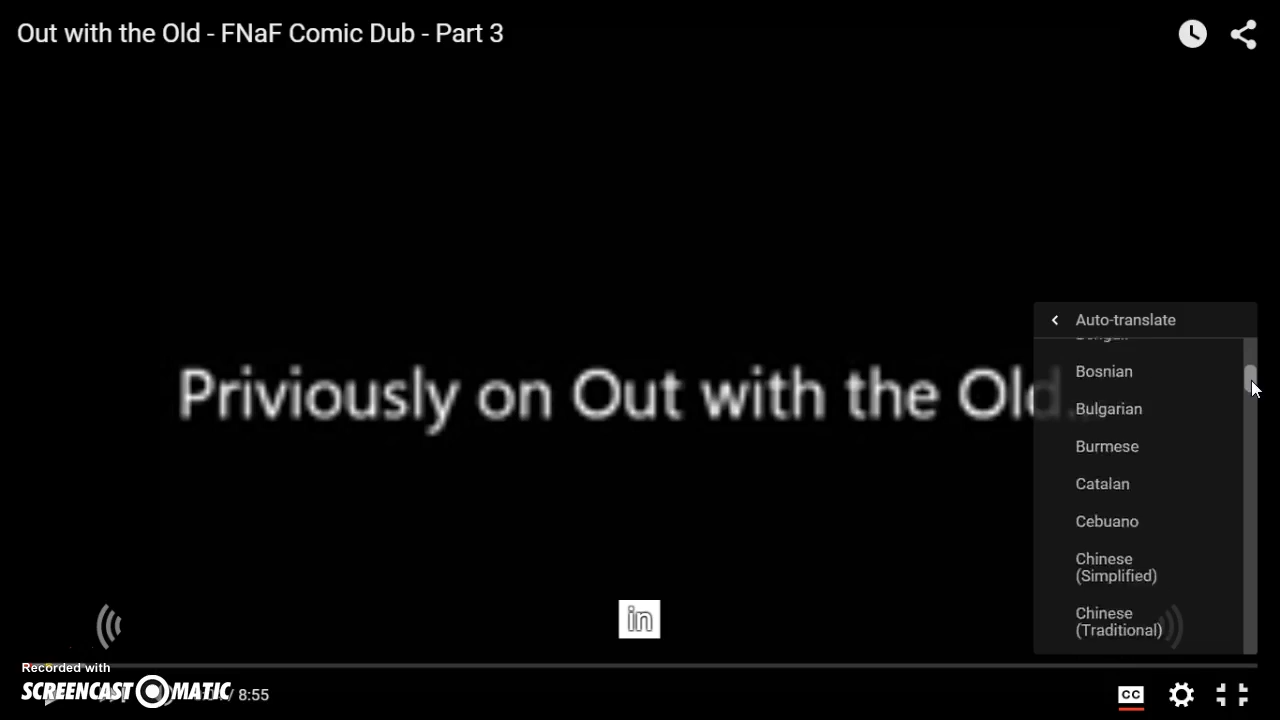 Out with the Old - FNaF Comic Dub - Part 3
Auto-translate
Bosnian
Priviously on Out with the Old.
Bulgarian
Burmese
Catalan
Cebuano
Chinese
(Simplified)
Chinese
(Traditional)
in
Recorded with
SCREENCAST MATIC
/ 8:55
CC